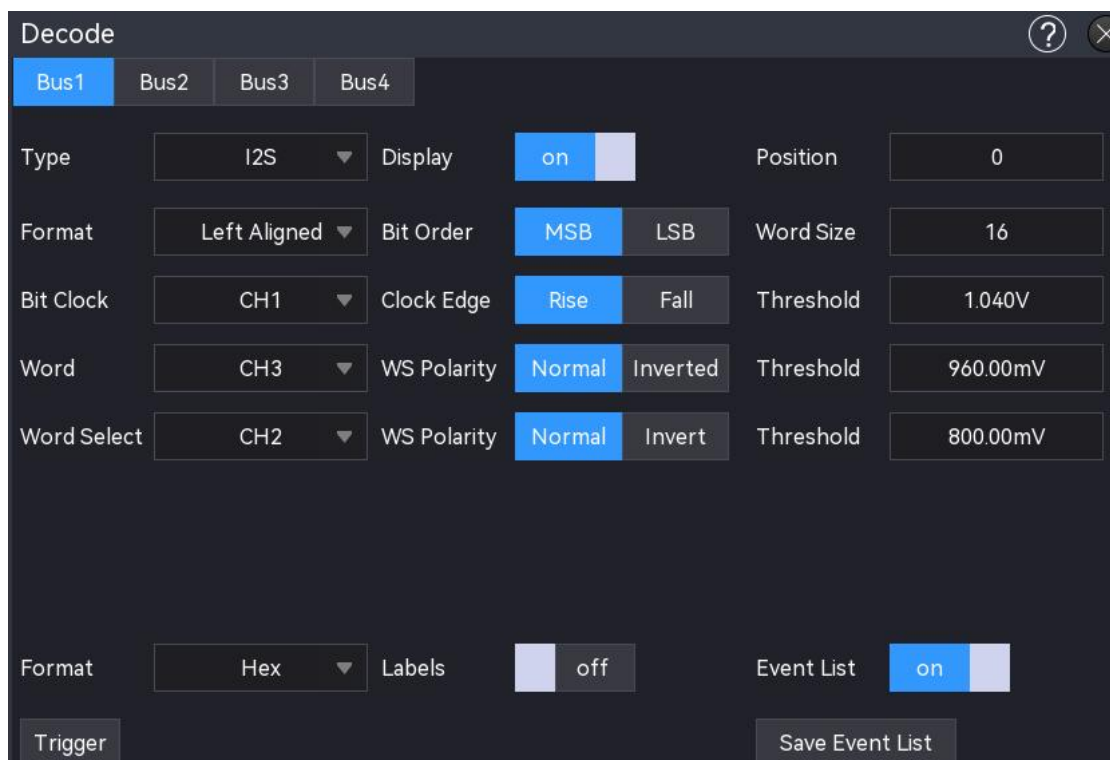 Decode ?
Bus1 Bus2 Bus3 Bus4
Type I2S Display on Position 0
Format Left Aligned Bit Order MSB LSB Word Size 16
Bit Clock CH1 Clock Edge Rise Fall Threshold 1.040V
Word CH3 WS Polarity Normal Inverted Threshold 960.00mV
Word Select CH2 WS Polarity Normal Invert Threshold 800.00mV
Format Hex Labels off Event List on
Trigger Save Event List